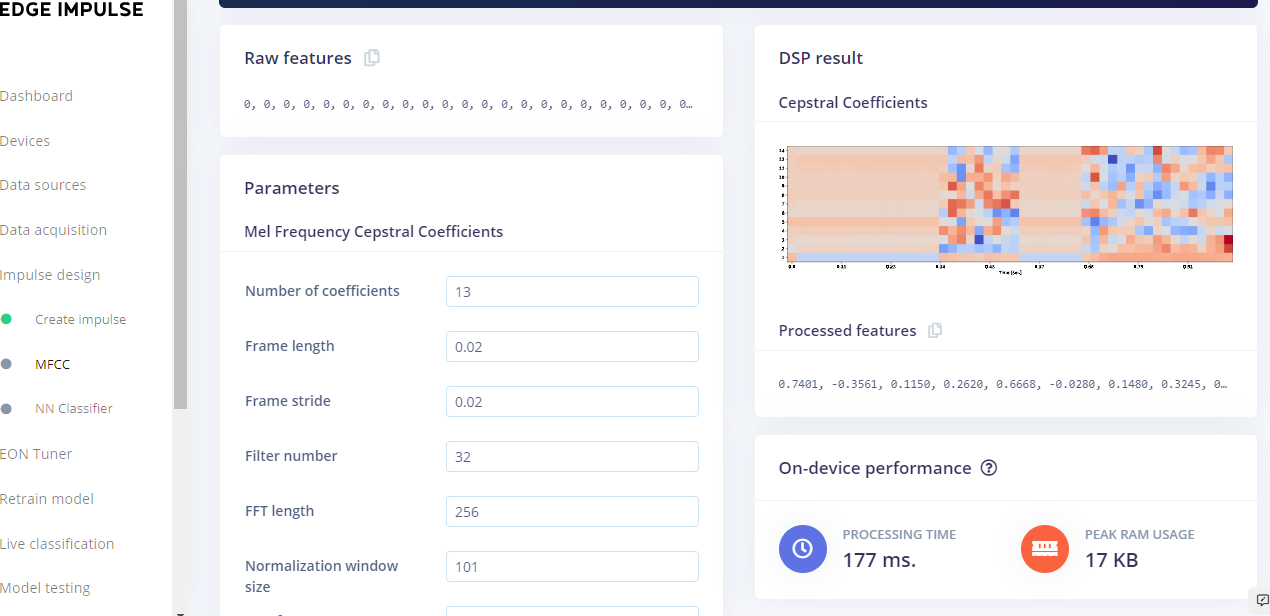 EDGE IMPULSE
Dashboard
Devices
Data sources
Data acquisition
Impulse design
Create impulse
MFCC
NN Classifier
EON Tuner
Retrain model
Live classification
Model testing
Raw features
0, 0, 0, 0, 0, 0, 0, 0, 0, 0, 0, 0, 0, 0, 0, 0, 0, 0, 0, 0, 0, 0, 0…
Parameters
Mel Frequency Cepstral Coefficients
Number of coefficients 13
Frame length 0.02
Frame stride 0.02
Filter number 32
FFT length 256
Normalization window 101
size
DSP result
Cepstral Coefficients
Time [sec]
Processed features
0.7401, -0.3561, 0.1150, 0.2620, 0.6668, -0.0280, 0.1480, 0.3245, 0…
On-device performance ?
PROCESSING TIME
177 ms.
PEAK RAM USAGE
17 KB